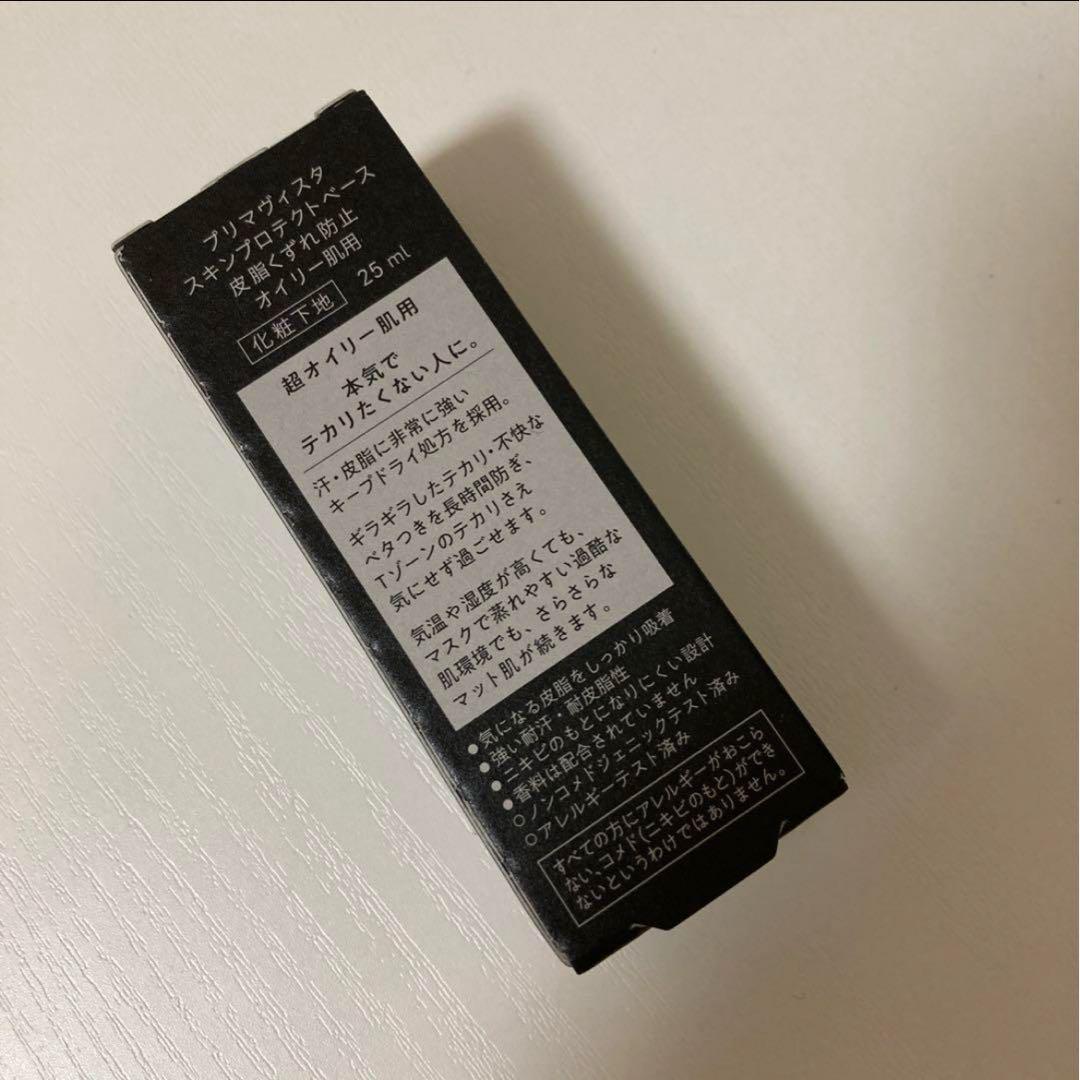 プリマヴィスタ
スキンプロテクトベース
皮脂くずれ防止
オイリー肌用
化粧下地 25 ml
超オイリー肌用
本気で
テカリたくない人に。
汗・皮脂に非常に強い
キープドライ処方を採用。
ギラギラしたテカリ・不快な
ベタつきを長時間防ぎ、
Tゾーンのテカリさえ
気にせず過ごせます。
気温や湿度が高くても、
マスクで蒸れやすい過酷な
肌環境でも、さらさらな
マット肌が続きます。
●気になる皮脂をしっかり吸着
強い耐汗・耐皮脂性
●ニキビのもとになりにくい設計
●香料は配合されていません
○ノンコメドジェニックテスト済み
○アレルギーテスト済み
すべての方にアレルギーがおこら
ない、コメド(ニキビのもと)ができ
ないというわけではありません。